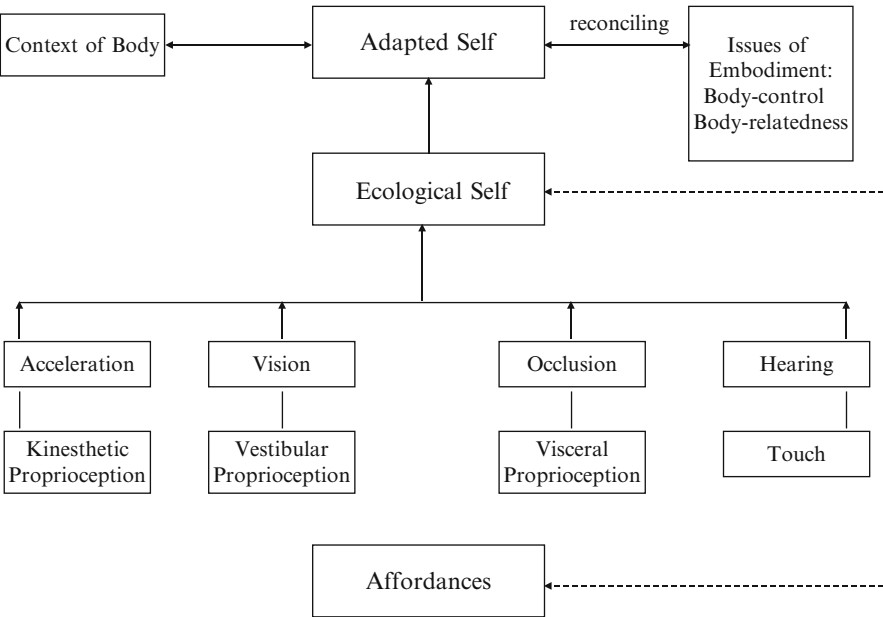 Context of Body
Adapted Self
reconciling
Issues of
Embodiment:
Body-control
Body-relatedness
Ecological Self
Acceleration
Vision
Occlusion
Hearing
Kinesthetic
Proprioception
Vestibular
Proprioception
Visceral
Proprioception
Touch
Affordances